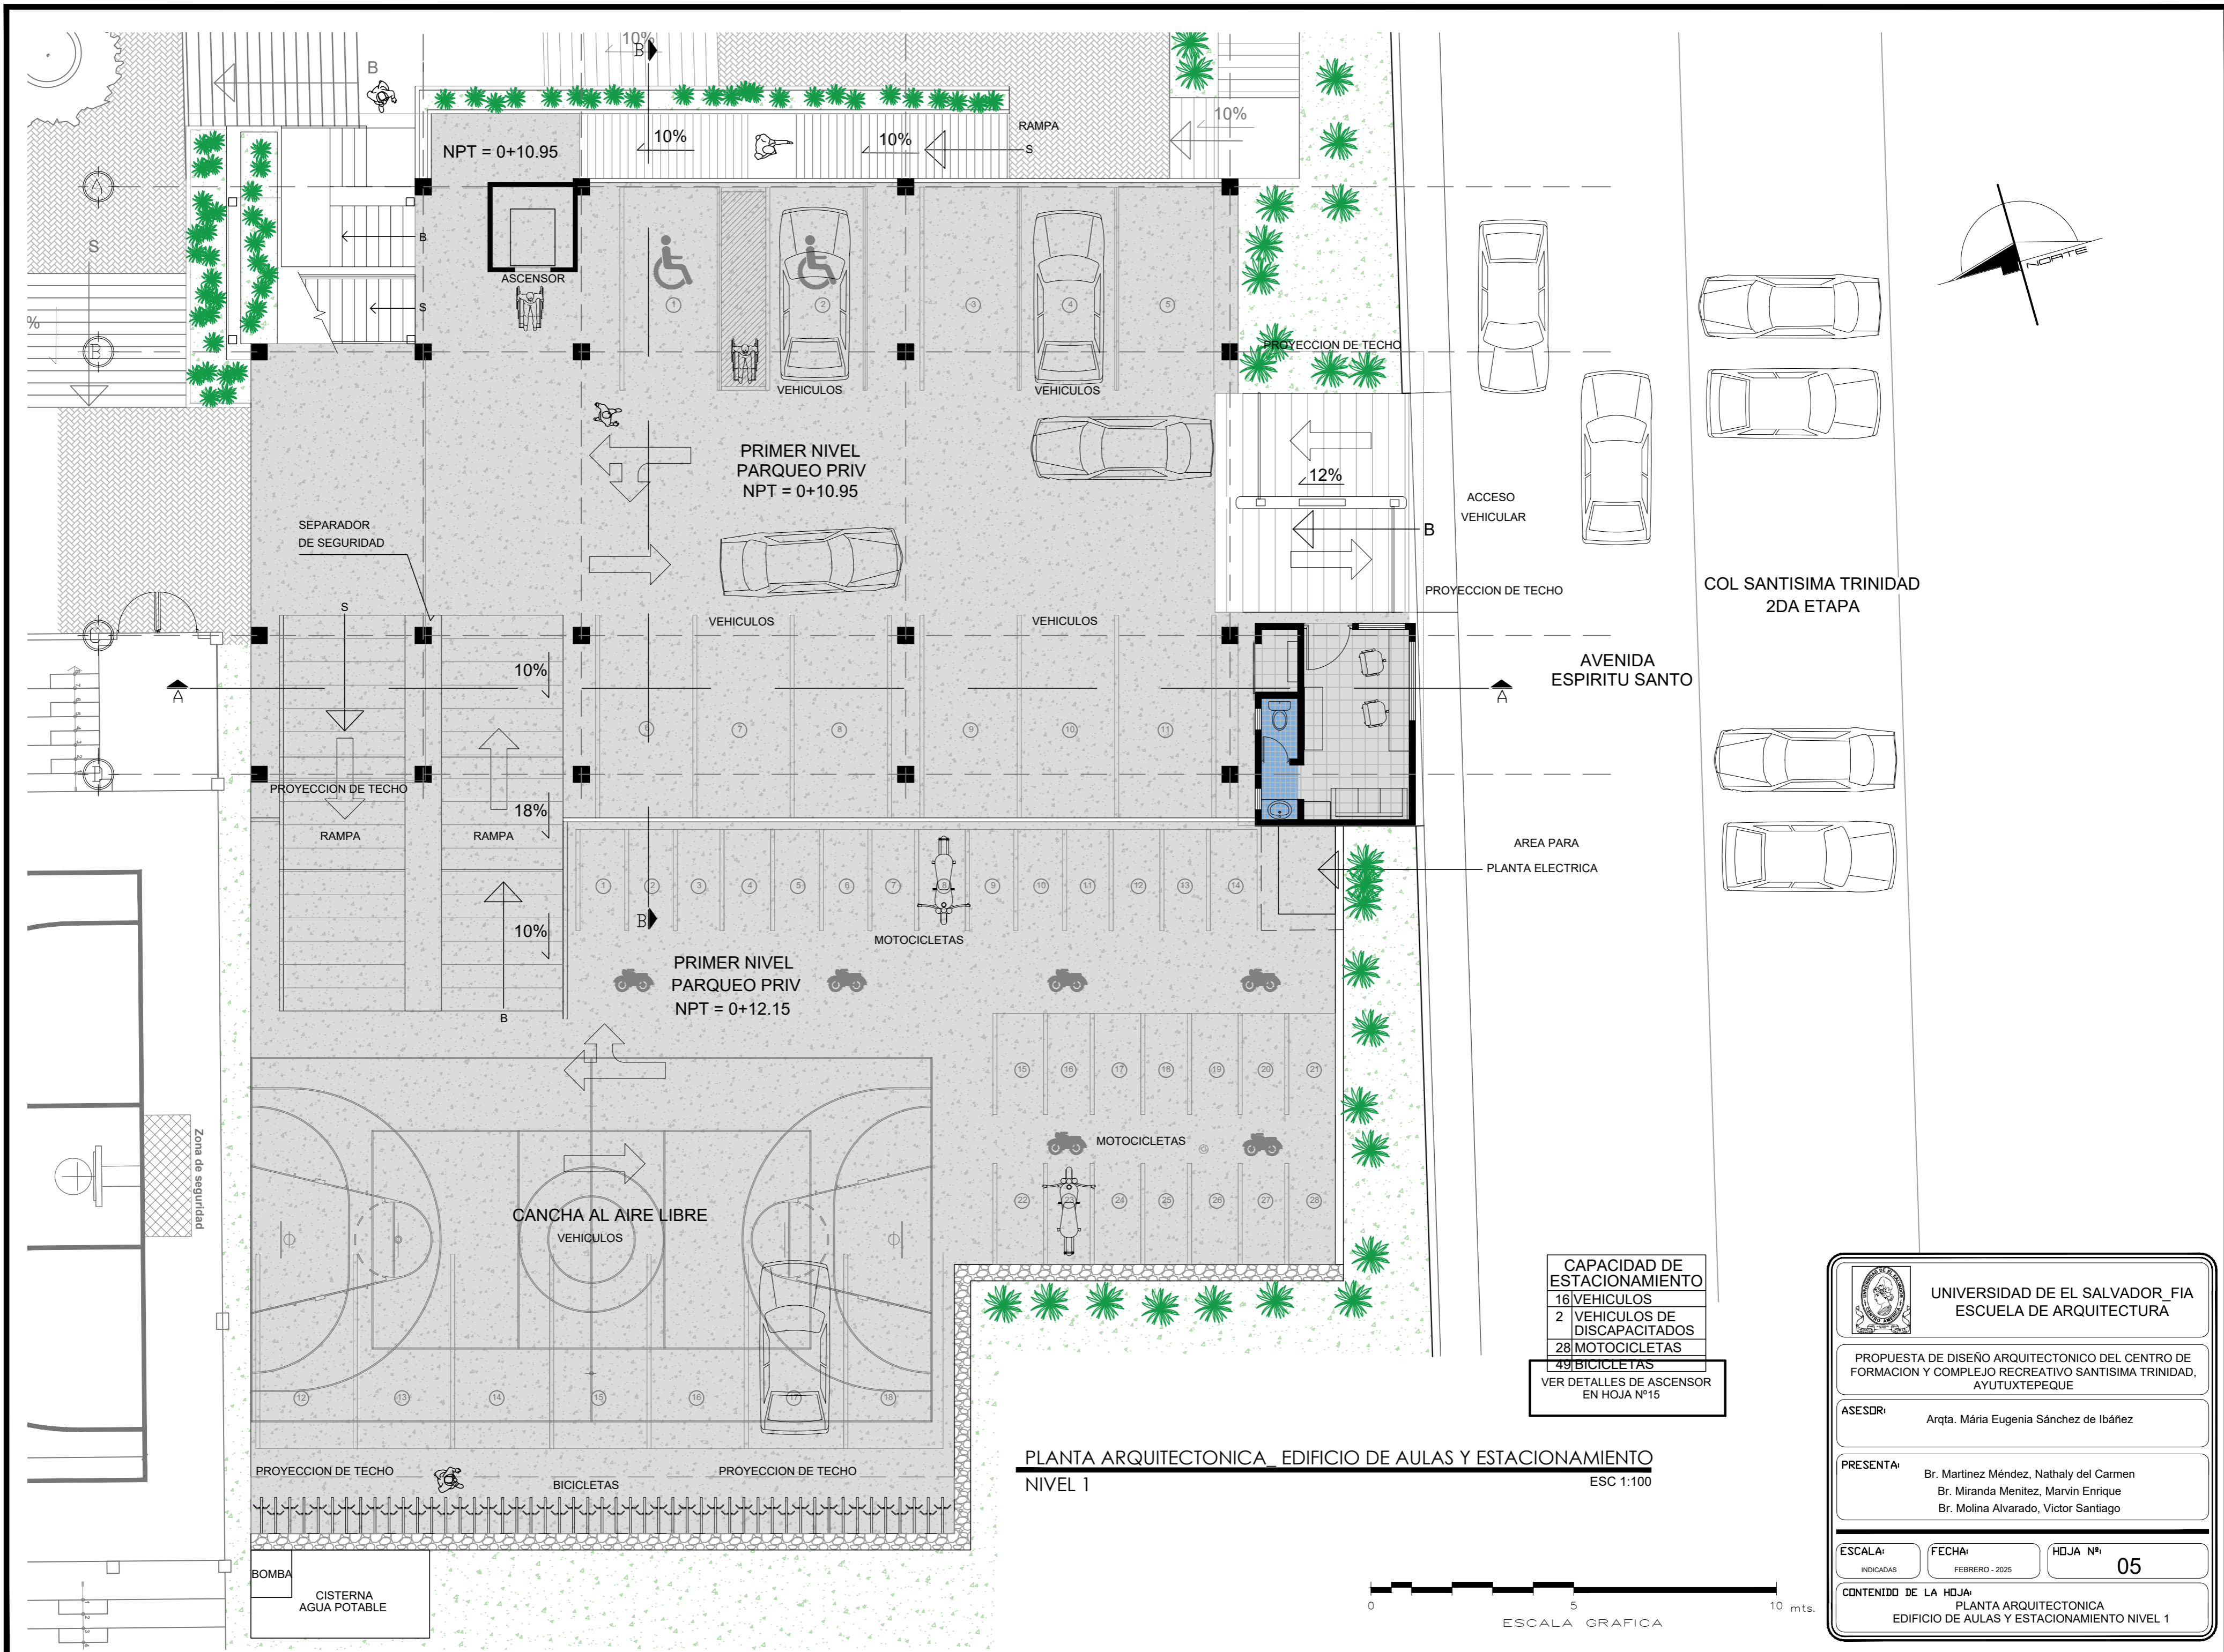 10%
B
B
10%
10%
10%
RAMPA
S
NPT = 0+10.95
A
S
B
S
ASCENSOR
1
2
3
4
5
NORTE
%
B
PROYECCION DE TECHO
VEHICULOS
VEHICULOS
PRIMER NIVEL
PARQUEO PRIV
NPT = 0+10.95
12%
ACCESO
VEHICULAR
B
SEPARADOR
DE SEGURIDAD
PROYECCION DE TECHO
COL SANTISIMA TRINIDAD
2DA ETAPA
S
VEHICULOS
VEHICULOS
C
10%
AVENIDA
ESPIRITU SANTO
A
A
6
7
8
9
10
11
D
PROYECCION DE TECHO
18%
RAMPA
RAMPA
AREA PARA
PLANTA ELECTRICA
1
2
3
4
5
6
7
8
9
10
11
12
13
14
B
10%
MOTOCICLETAS
PRIMER NIVEL
PARQUEO PRIV
NPT = 0+12.15
B
15
16
17
18
19
20
21
MOTOCICLETAS
Zona de seguridad
22
23
24
25
26
27
28
CANCHA AL AIRE LIBRE
VEHICULOS
12
13
14
15
16
17
18
CAPACIDAD DE
ESTACIONAMIENTO
16 VEHICULOS
2 VEHICULOS DE
DISCAPACITADOS
28 MOTOCICLETAS
49 BICICLETAS
VER DETALLES DE ASCENSOR
EN HOJA Nº15
PROYECCION DE TECHO
PROYECCION DE TECHO
BICICLETAS
BOMBA
CISTERNA
AGUA POTABLE
PLANTA ARQUITECTONICA_ EDIFICIO DE AULAS Y ESTACIONAMIENTO
NIVEL 1
ESC 1:100
0
5
10 mts.
ESCALA GRAFICA
UNIVERSIDAD DE EL SALVADOR_FIA
ESCUELA DE ARQUITECTURA
PROPUESTA DE DISEÑO ARQUITECTONICO DEL CENTRO DE
FORMACION Y COMPLEJO RECREATIVO SANTISIMA TRINIDAD,
AYUTUXTEPEQUE
ASESOR:
Arqta. Mária Eugenia Sánchez de Ibáñez
PRESENTA:
Br. Martinez Méndez, Nathaly del Carmen
Br. Miranda Menitez, Marvin Enrique
Br. Molina Alvarado, Victor Santiago
ESCALA:
INDICADAS
FECHA:
FEBRERO - 2025
HOJA Nº:
05
CONTENIDO DE LA HOJA:
PLANTA ARQUITECTONICA
EDIFICIO DE AULAS Y ESTACIONAMIENTO NIVEL 1